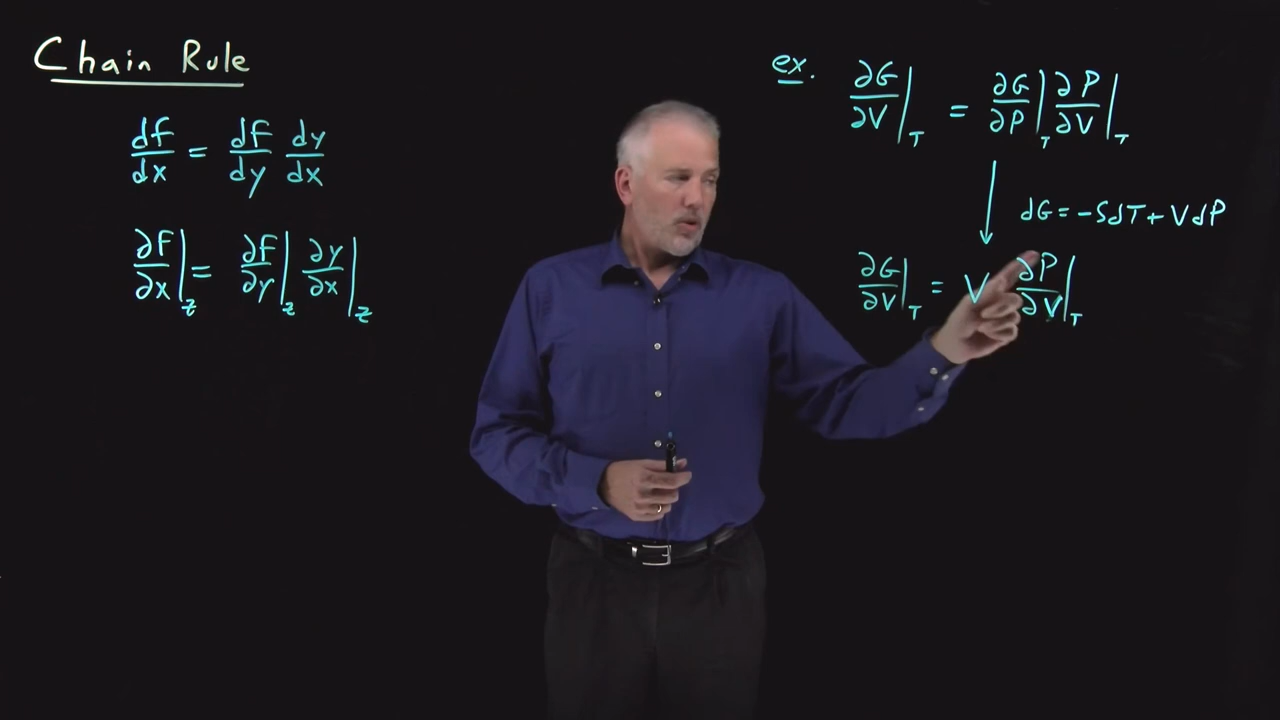 Chain Rule
df/dx = df/dy dy/dx
∂f/∂x|z = ∂f/∂y|z ∂y/∂x|z
ex. ∂G/∂V|T = ∂G/∂P|T ∂P/∂V|T
dG = -SdT + VdP
∂G/∂V|T = V ∂P/∂V|T